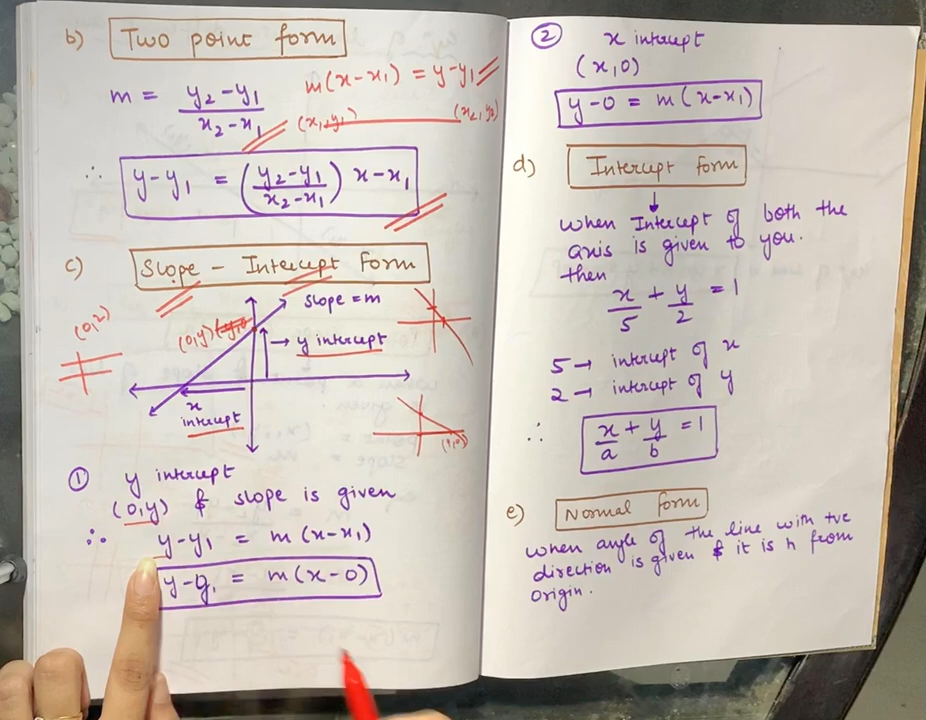 b) Two point form
m = y₂-y₁ / x₂-x₁
m(x-x₁) = y-y₁
(x₁,y₁) (x₂,y₂)
∴ y-y₁ = (y₂-y₁ / x₂-x₁) x-x₁
c) Slope - Intercept form
slope = m
(0,2)
(0,y)
→ y intercept
x
intercept
① y intercept
(0,y) & slope is given
∴ y-y₁ = m(x-x₁)
y-y₁ = m(x-0)
② x intercept
(x,0)
y-0 = m(x-x₁)
d) Intercept form
when Intercept of both the
axis is given to you.
then
x/5 + y/2 = 1
5 → intercept of x
2 → intercept of y
∴ x/a + y/b = 1
e) Normal form
when angle of the line with +ve
direction is given & it is h from
origin.